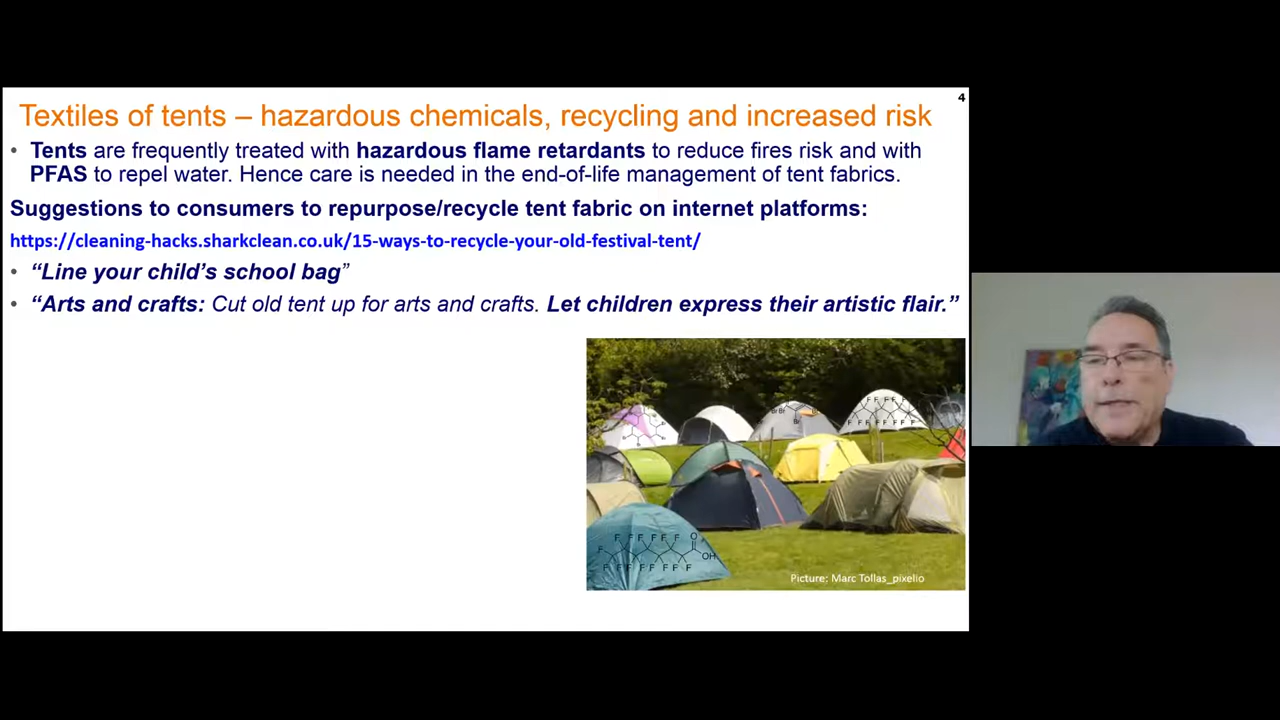 4
Textiles of tents – hazardous chemicals, recycling and increased risk
• Tents are frequently treated with hazardous flame retardants to reduce fires risk and with
PFAS to repel water. Hence care is needed in the end-of-life management of tent fabrics.
Suggestions to consumers to repurpose/recycle tent fabric on internet platforms:
https://cleaning-hacks.sharkclean.co.uk/15-ways-to-recycle-your-old-festival-tent/
• “Line your child’s school bag”
• “Arts and crafts: Cut old tent up for arts and crafts. Let children express their artistic flair.”
Picture: Marc Tollas_pixelio